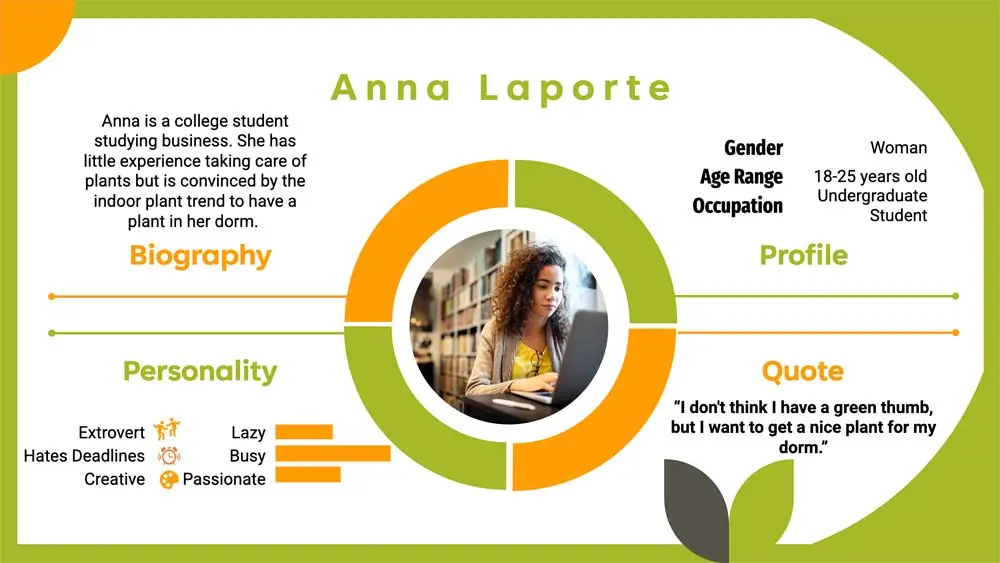 Anna Laporte
Anna is a college student
studying business. She has
little experience taking care of
plants but is convinced by the
indoor plant trend to have a
plant in her dorm.
Biography
Gender Woman
Age Range 18-25 years old
Occupation Undergraduate
Student
Profile
Personality
Extrovert Lazy
Hates Deadlines Busy
Creative Passionate
Quote
“I don't think I have a green thumb,
but I want to get a nice plant for my
dorm.”